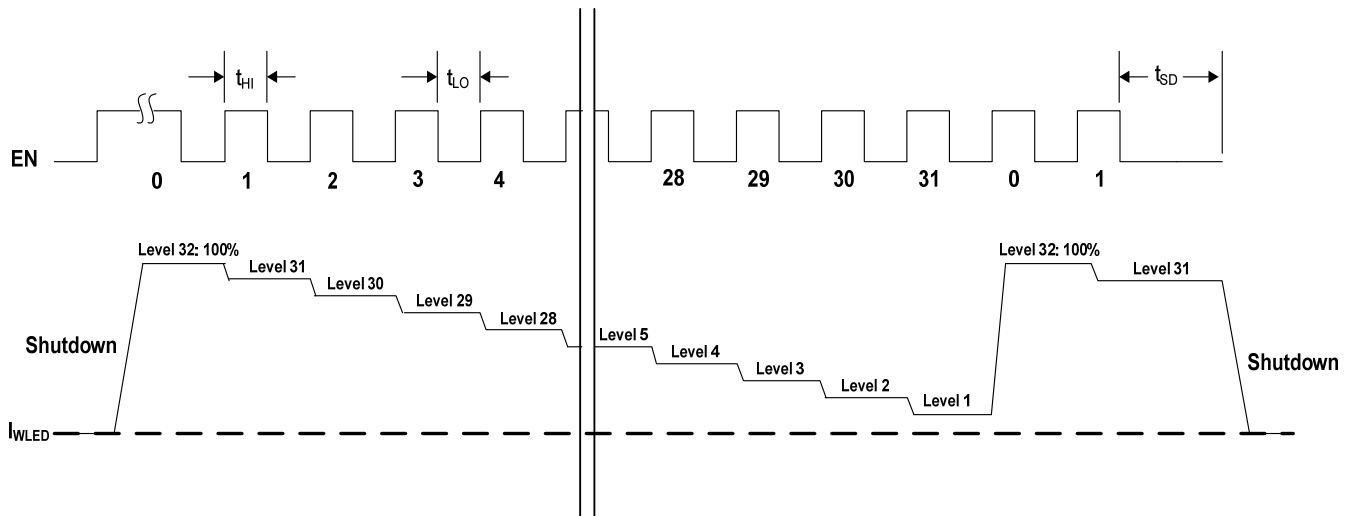 tHI
tLO
tSD
EN
0 1 2 3 4 28 29 30 31 0 1
Level 32: 100%
Level 31
Level 30
Level 29
Level 28
Level 5
Level 4
Level 3
Level 2
Level 1
Level 32: 100%
Level 31
Shutdown
Shutdown
IWLED